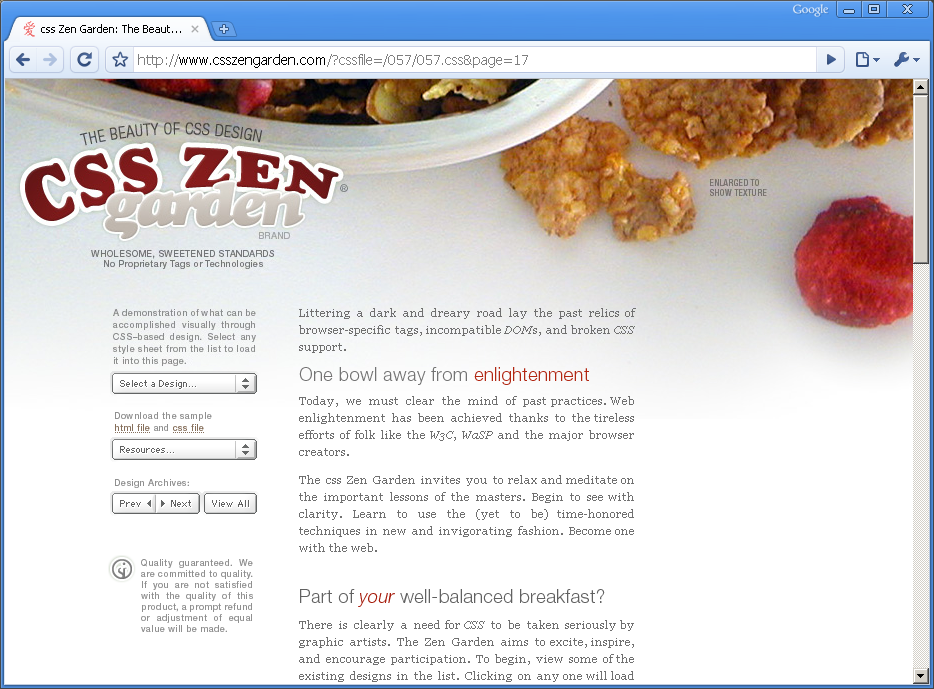 Google
css Zen Garden: The Beaut...
http://www.csszengarden.com/?cssfile=/057/057.css&page=17
THE BEAUTY OF CSS DESIGN
CSS ZEN
garden
®
BRAND
WHOLESOME, SWEETENED STANDARDS
No Proprietary Tags or Technologies
ENLARGED TO
SHOW TEXTURE
A demonstration of what can be
accomplished visually through
CSS–based design. Select any
style sheet from the list to load
it into this page.
Select a Design...
Download the sample
html file and css file
Resources...
Design Archives:
Prev Next View All
Quality guaranteed. We
are committed to quality.
If you are not satisfied
with the quality of this
product, a prompt refund
or adjustment of equal
value will be made.
Littering a dark and dreary road lay the past relics of
browser-specific tags, incompatible DOMs, and broken CSS
support.
One bowl away from enlightenment
Today, we must clear the mind of past practices. Web
enlightenment has been achieved thanks to the tireless
efforts of folk like the W3C, WaSP and the major browser
creators.
The css Zen Garden invites you to relax and meditate on
the important lessons of the masters. Begin to see with
clarity. Learn to use the (yet to be) time-honored
techniques in new and invigorating fashion. Become one
with the web.
Part of your well-balanced breakfast?
There is clearly a need for CSS to be taken seriously by
graphic artists. The Zen Garden aims to excite, inspire,
and encourage participation. To begin, view some of the
existing designs in the list. Clicking on any one will load